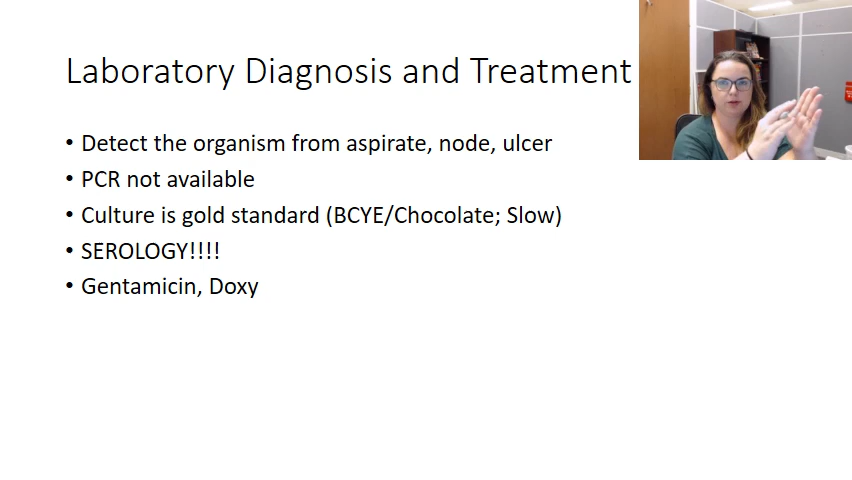 Laboratory Diagnosis and Treatment
• Detect the organism from aspirate, node, ulcer
• PCR not available
• Culture is gold standard (BCYE/Chocolate; Slow)
• SEROLOGY!!!!
• Gentamicin, Doxy